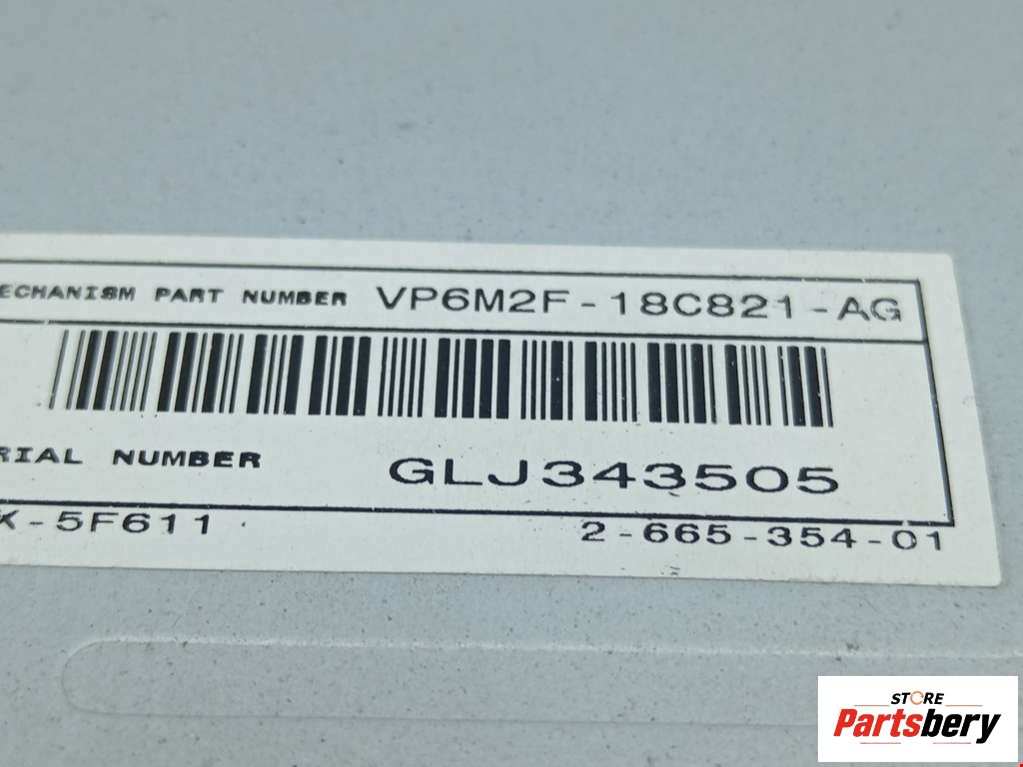 ECHANISM PART NUMBER VP6M2F-18C821-AG
RIAL NUMBER GLJ343505
X-5F611 2-665-354-01
STORE
Partsbery